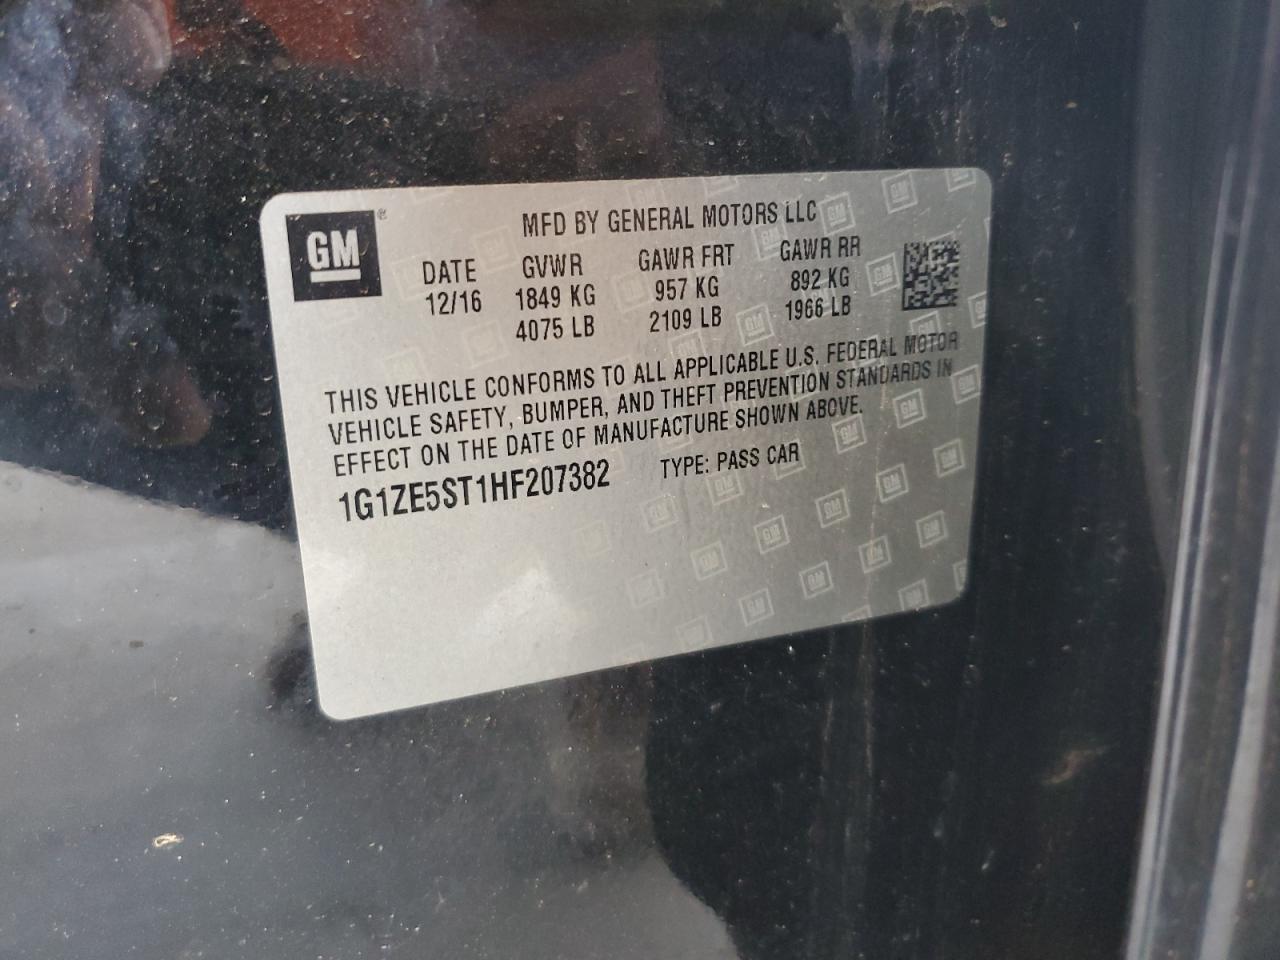 GM ®
MFD BY GENERAL MOTORS LLC
DATE GVWR GAWR FRT GAWR RR
12/16 1849 KG 957 KG 892 KG
4075 LB 2109 LB 1966 LB
THIS VEHICLE CONFORMS TO ALL APPLICABLE U.S. FEDERAL MOTOR
VEHICLE SAFETY, BUMPER, AND THEFT PREVENTION STANDARDS IN
EFFECT ON THE DATE OF MANUFACTURE SHOWN ABOVE.
1G1ZE5ST1HF207382 TYPE: PASS CAR